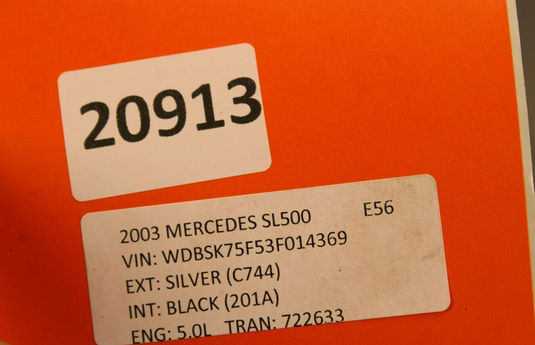 20913
2003 MERCEDES SL500 E56
VIN: WDBSK75F53F014369
EXT: SILVER (C744)
INT: BLACK (201A)
ENG: 5.0L TRAN: 722633